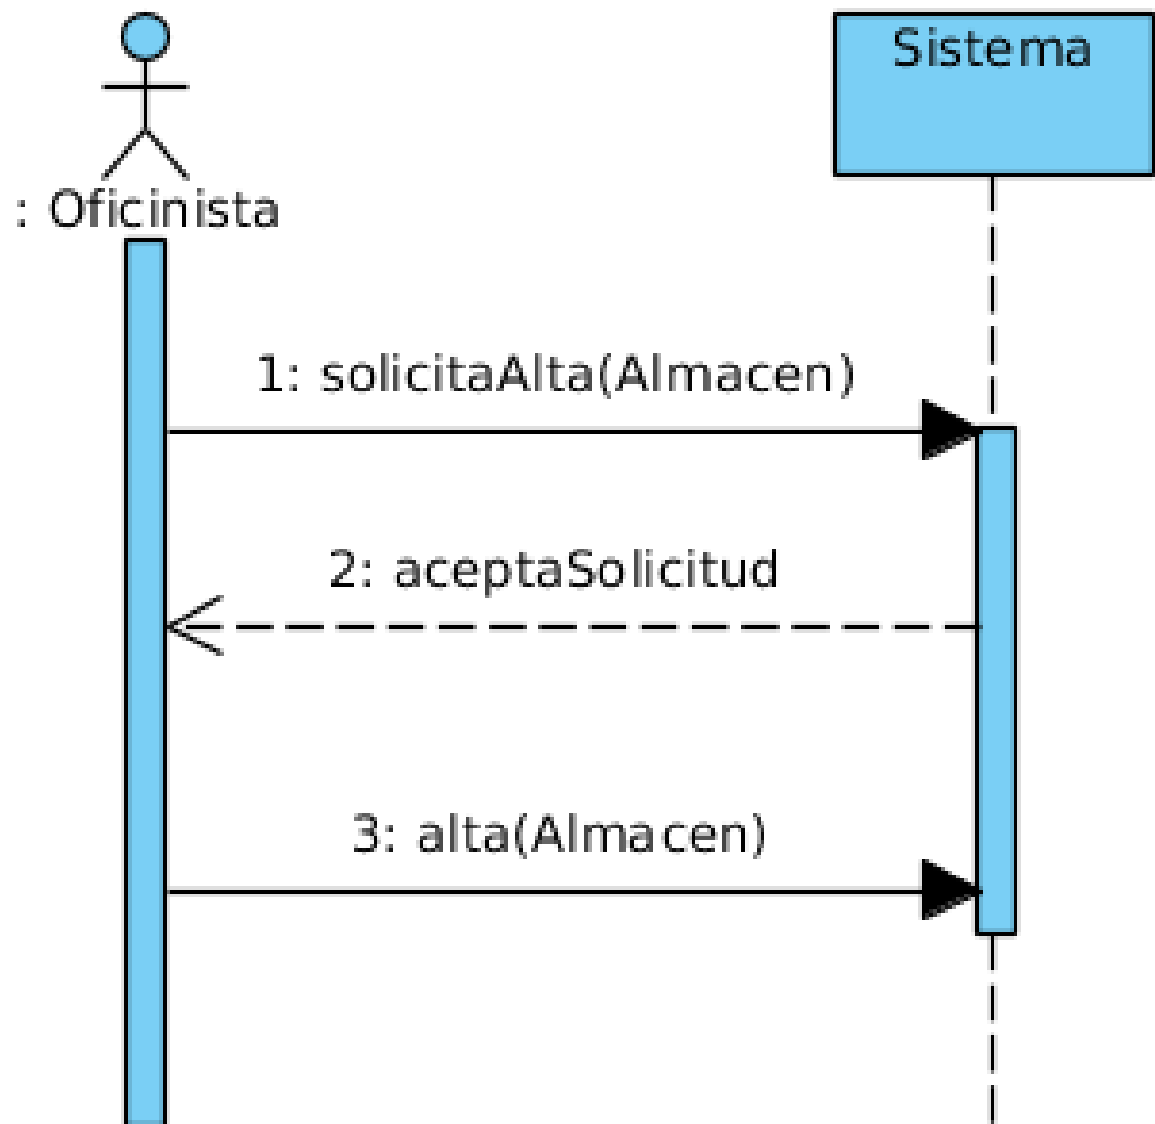 Sistema
: Oficinista
1: solicitaAlta(Almacen)
2: aceptaSolicitud
3: alta(Almacen)